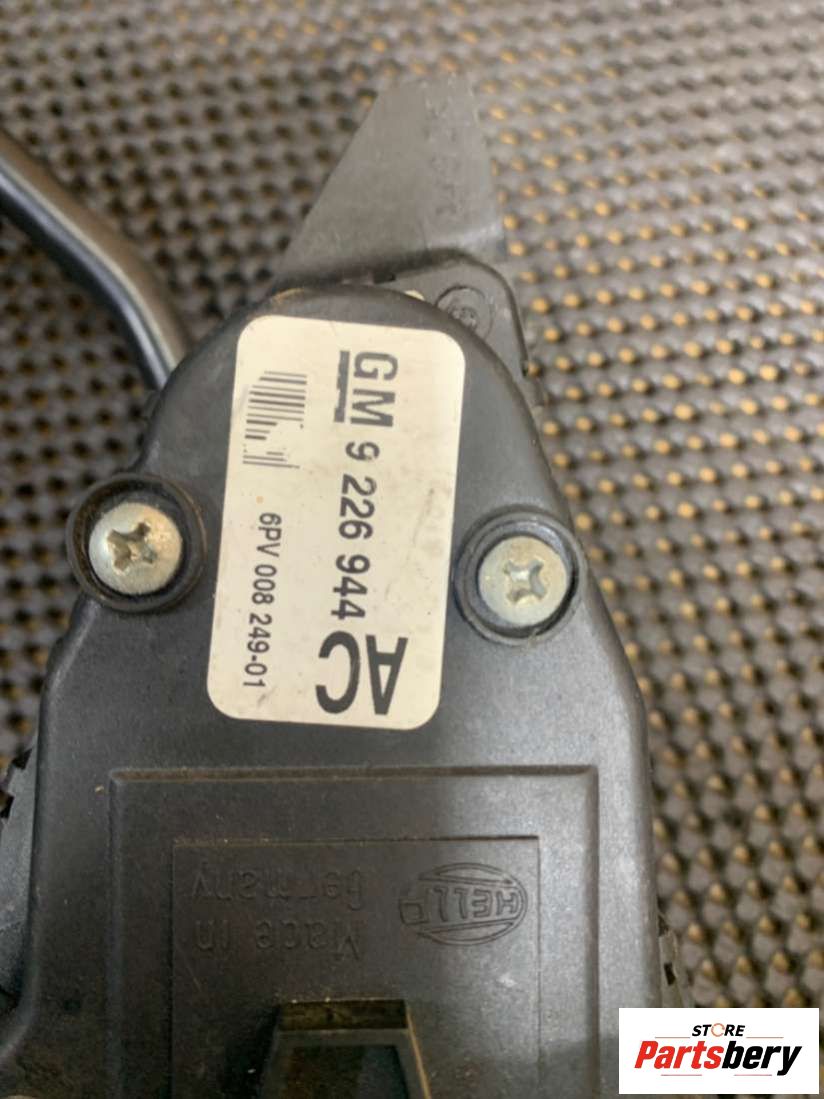 GM 9 226 944
AC
6PV 008 249-01
HELLA
Made in
Germany
STORE
Partsbery